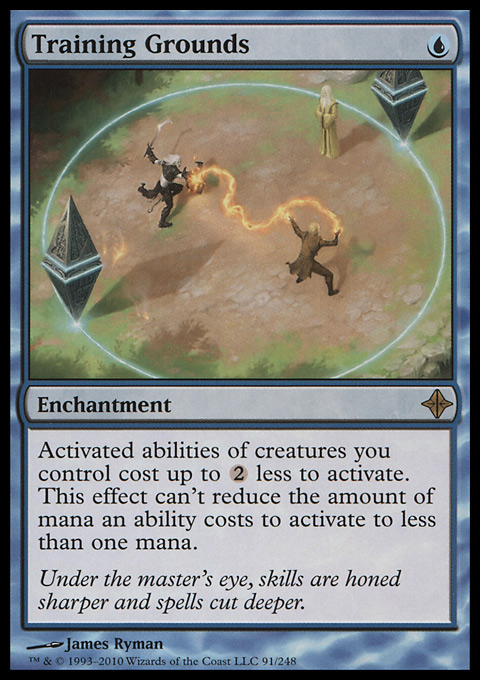 Training Grounds
Enchantment
Activated abilities of creatures you
control cost up to 2 less to activate.
This effect can't reduce the amount of
mana an ability costs to activate to less
than one mana.
Under the master's eye, skills are honed
sharper and spells cut deeper.
James Ryman
™ & © 1993–2010 Wizards of the Coast LLC 91/248